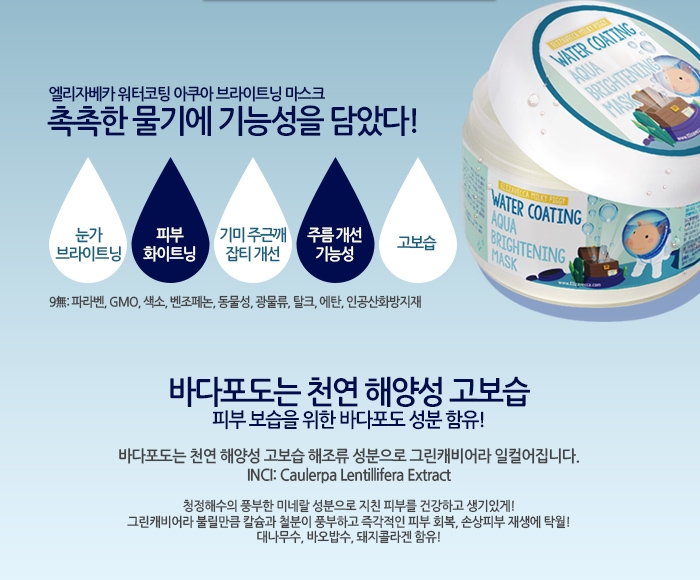 엘리자베카 워터코팅 아쿠아 브라이트닝 마스크
촉촉한 물기에 기능성을 담았다!
눈가
브라이트닝
피부
화이트닝
기미 주근깨
잡티 개선
주름 개선
기능성
고보습
9無: 파라벤, GMO, 색소, 벤조페논, 동물성, 광물류, 탈크, 에탄, 인공산화방지재
ELIZAVECCA MILKY PIGGY
WATER COATING
AQUA
BRIGHTENING
MASK
ELIZAVECCA MILKY PIGGY
WATER COATING
AQUA
BRIGHTENING
MASK
바다포도는 천연 해양성 고보습
피부 보습을 위한 바다포도 성분 함유!
바다포도는 천연 해양성 고보습 해조류 성분으로 그린캐비어라 일컬어집니다.
INCI: Caulerpa Lentillifera Extract
청정해수의 풍부한 미네랄 성분으로 지친 피부를 건강하고 생기있게!
그린캐비어라 불릴만큼 칼슘과 철분이 풍부하고 즉각적인 피부 회복, 손상피부 재생에 탁월!
대나무수, 바오밥수, 돼지콜라겐 함유!